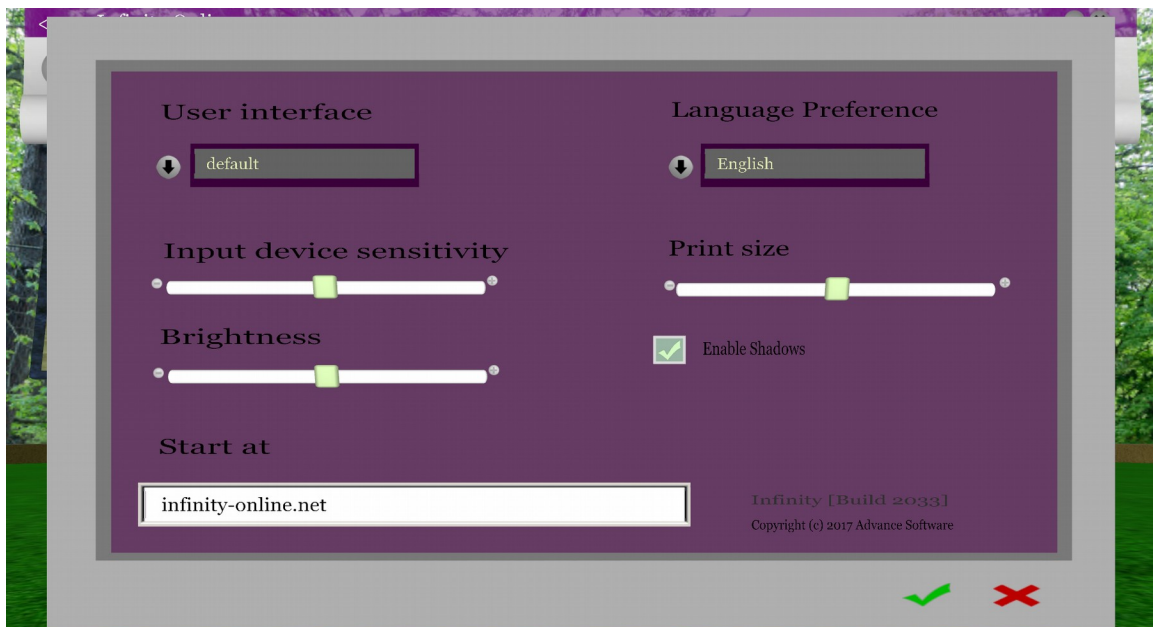 User interface
Language Preference
default
English
Input device sensitivity
Print size
Brightness
Enable Shadows
Start at
infinity-online.net
Infinity [Build 2033]
Copyright (c) 2017 Advance Software